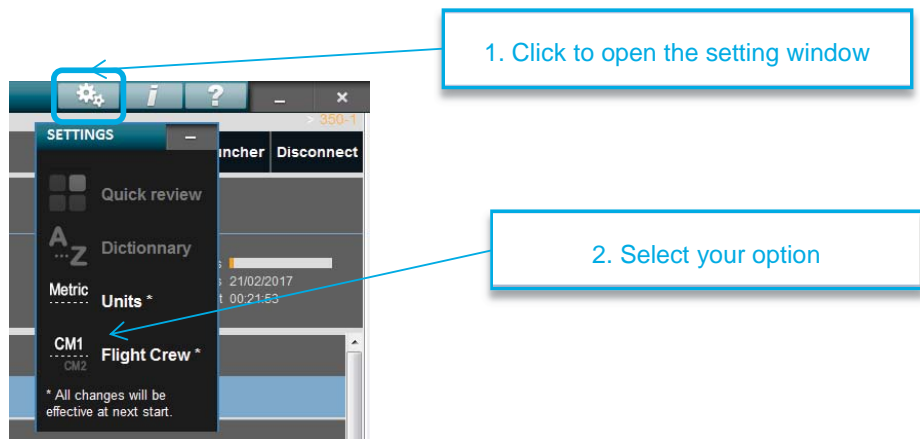 1. Click to open the setting window
i ? – ×
> 350-1
SETTINGS –
ncher Disconnect
Quick review
A...Z Dictionnary
s
s 21/02/2017
Metric Units *
t 00:21:53
2. Select your option
CM1
CM2
Flight Crew *
* All changes will be
effective at next start.